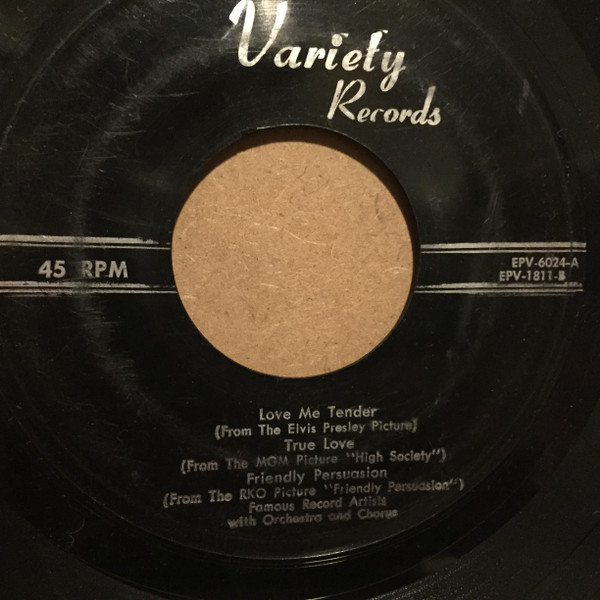 Variety
Records
45 RPM
EPV-6024-A
EPV-1811-B
Love Me Tender
(From The Elvis Presley Picture)
True Love
(From The MGM Picture "High Society")
Friendly Persuasion
(From The RKO Picture "Friendly Persuasion")
Famous Record Artists
with Orchestra and Chorus